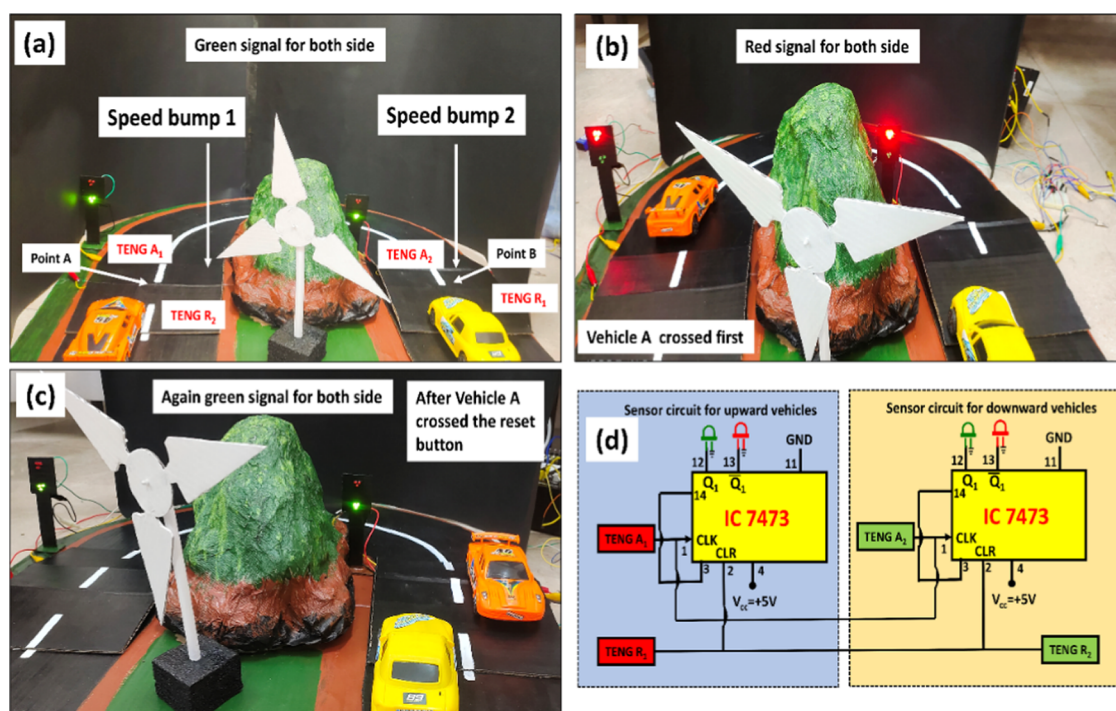 (a)
Green signal for both side
Speed bump 1
Speed bump 2
Point A
TENG A₁
TENG A₂
Point B
TENG R₂
TENG R₁
(b)
Red signal for both side
Vehicle A crossed first
(c)
Again green signal for both side
After Vehicle A
crossed the reset
button
89
(d)
Sensor circuit for upward vehicles
12
13
GND
11
Q₁
Q̅₁
14
IC 7473
TENG A₁
1
CLK
CLR
3
2
4
Vcc=+5V
TENG R₁
Sensor circuit for downward vehicles
12
13
GND
11
Q₁
Q̅₁
14
IC 7473
TENG A₂
1
CLK
CLR
3
2
4
Vcc=+5V
TENG R₂